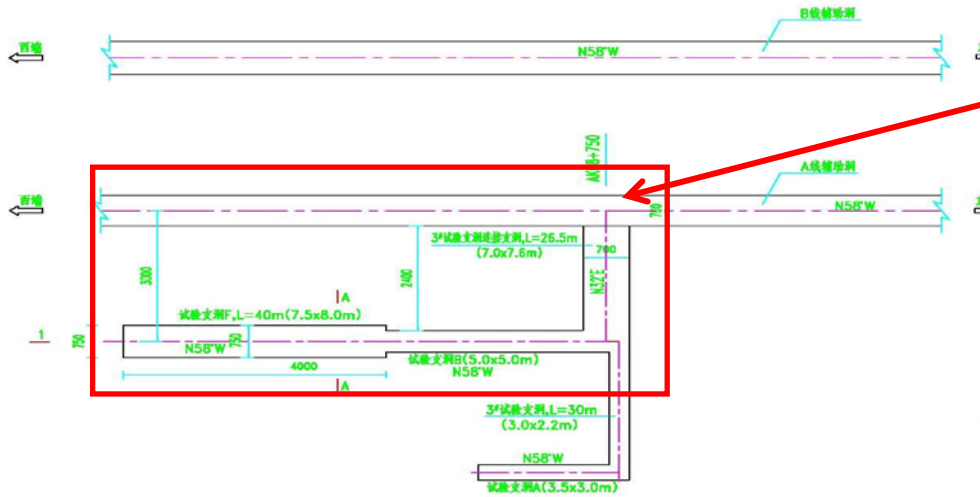 B线辅助洞
西端
N58°W
AK08+750
A线辅助洞
西端
N58°W
700
3#试验支洞连接支洞,L=26.5m
(7.0x7.6m)
700
3000
2400
N32°E
A
试验支洞F,L=40m(7.5x8.0m)
1
750
N58°W
750
试验支洞B(5.0x5.0m)
N58°W
4000
A
3#试验支洞,L=30m
(3.0x2.2m)
N58°W
试验支洞A(3.5x3.0m)